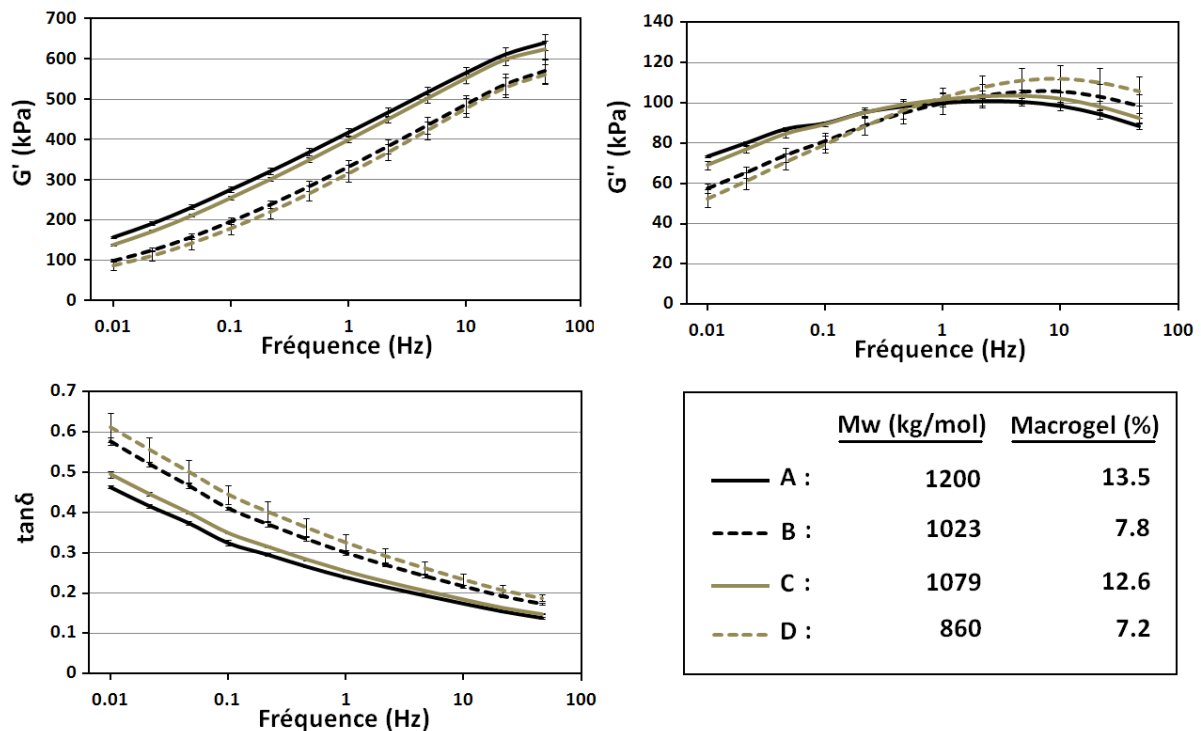 G' (kPa)
700
600
500
400
300
200
100
0
0.01 0.1 1 10 100
Fréquence (Hz)
G'' (kPa)
140
120
100
80
60
40
20
0
0.01 0.1 1 10 100
Fréquence (Hz)
tanδ
0.7
0.6
0.5
0.4
0.3
0.2
0.1
0
0.01 0.1 1 10 100
Fréquence (Hz)
Mw (kg/mol) Macrogel (%)
A : 1200 13.5
B : 1023 7.8
C : 1079 12.6
D : 860 7.2